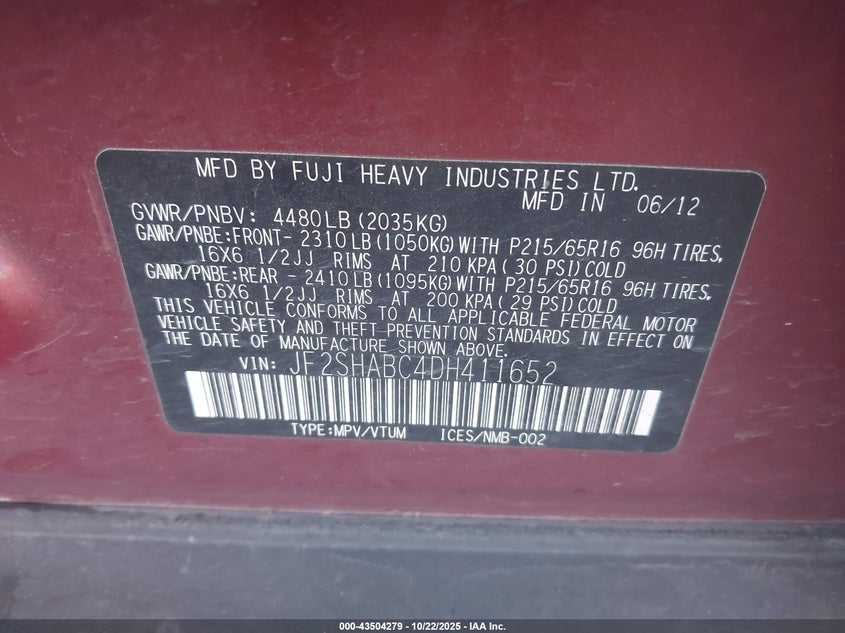 MFD BY FUJI HEAVY INDUSTRIES LTD.
MFD IN 06/12
GVWR/PNBV: 4480LB (2035KG)
GAWR/PNBE:FRONT- 2310LB (1050KG) WITH P215/65R16 96H TIRES,
16X6 1/2JJ RIMS AT 210 KPA ( 30 PSI) COLD
GAWR/PNBE:REAR - 2410LB (1095KG) WITH P215/65R16 96H TIRES,
16X6 1/2JJ RIMS AT 200 KPA ( 29 PSI) COLD
THIS VEHICLE CONFORMS TO ALL APPLICABLE FEDERAL MOTOR
VEHICLE SAFETY AND THEFT PREVENTION STANDARDS IN EFFECT ON
THE DATE OF MANUFACTURE SHOWN ABOVE.
VIN: JF2SHABC4DH411652
TYPE:MPV/VTUM ICES/NMB-002
000-43504279 - 10/22/2025 - IAA Inc.